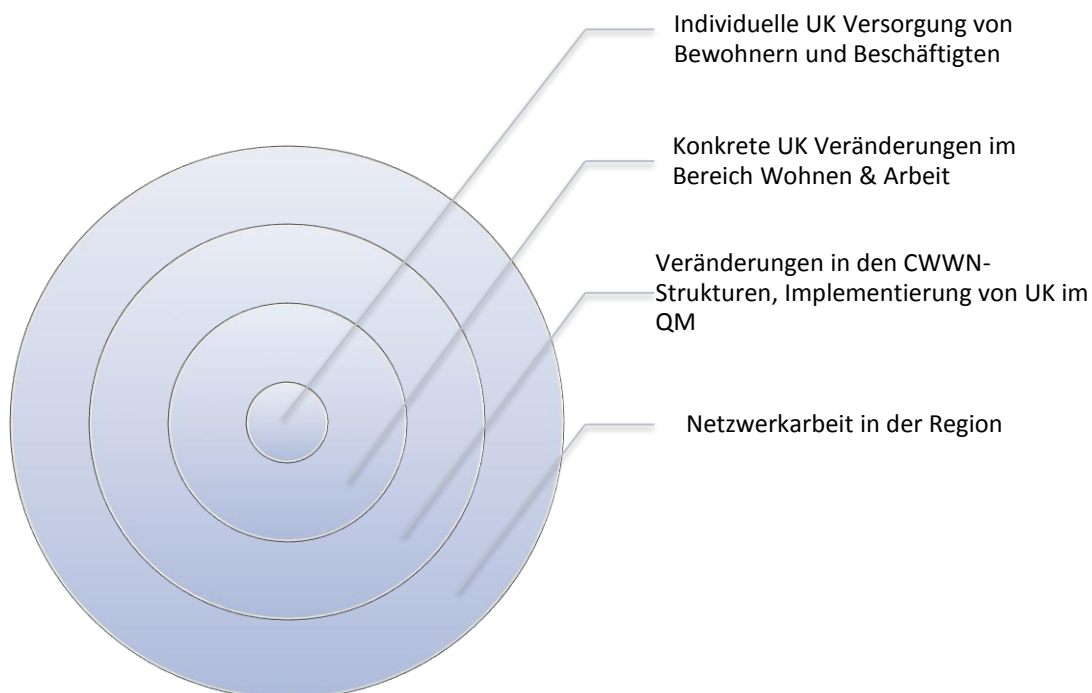 Individuelle UK Versorgung von
Bewohnern und Beschäftigten
Konkrete UK Veränderungen im
Bereich Wohnen & Arbeit
Veränderungen in den CWWN-
Strukturen, Implementierung von UK im
QM
Netzwerkarbeit in der Region